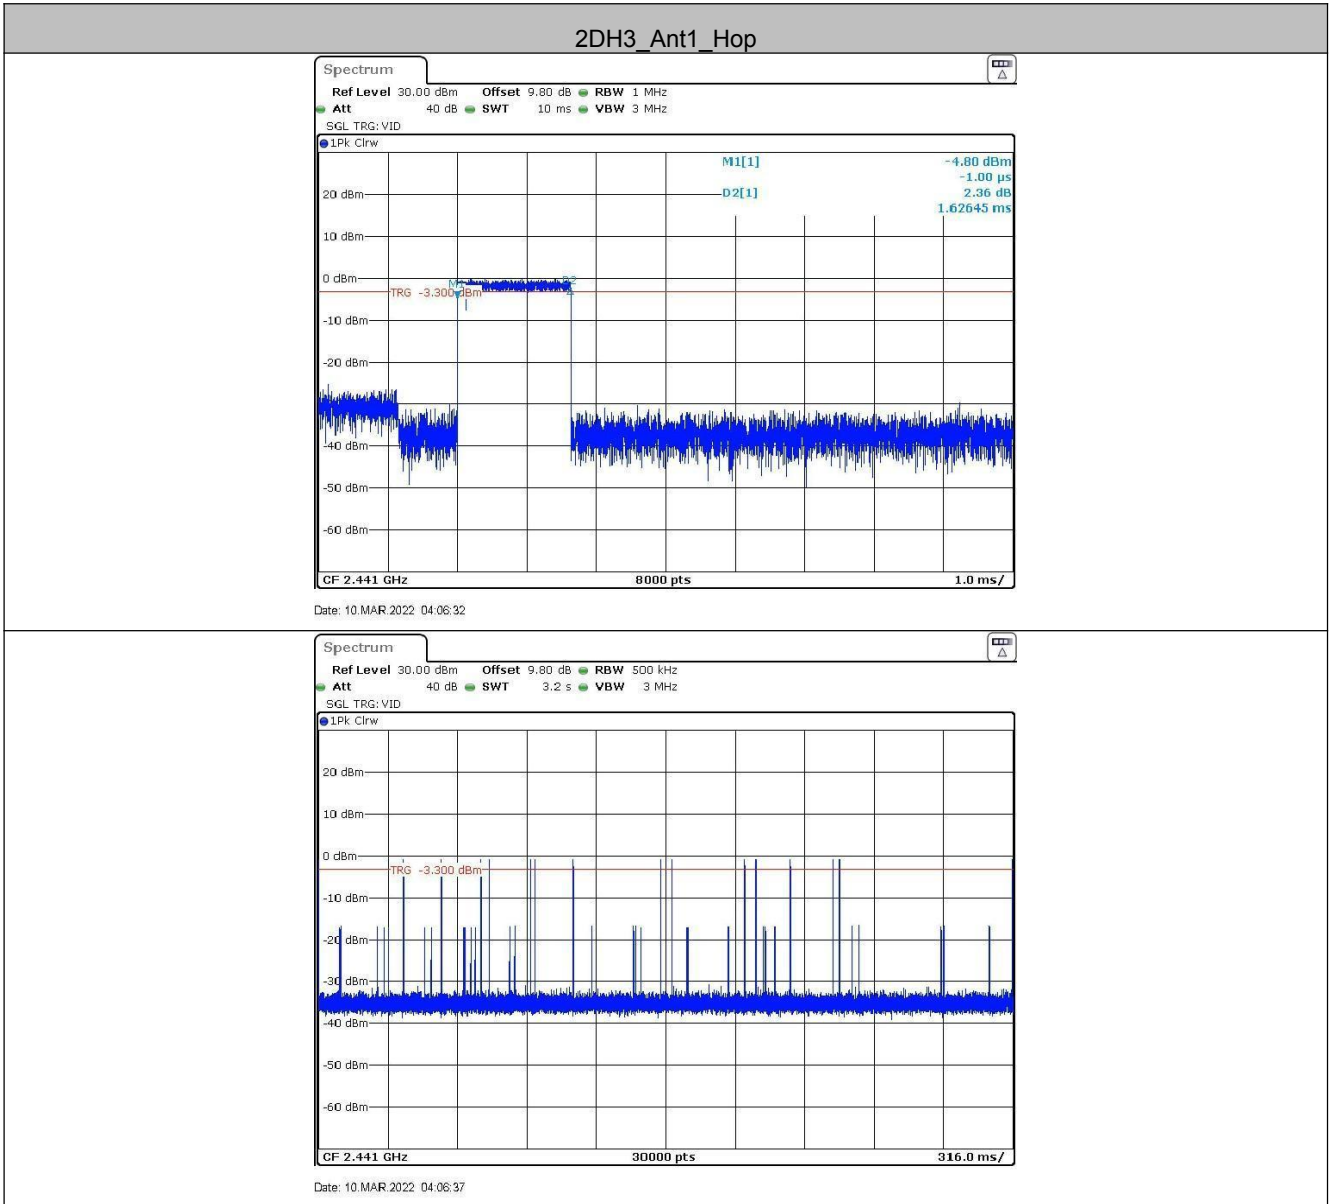 2DH3_Ant1_Hop
Spectrum
Ref Level 30.00 dBm Offset 9.80 dB RBW 1 MHz
Att 40 dB SWT 10 ms VBW 3 MHz
SGL TRG: VID
1Pk Clrw
M1[1] -4.80 dBm
-1.00 µs
20 dBm D2[1] 2.36 dB
1.62645 ms
10 dBm
0 dBm
M1 D2
TRG -3.300 dBm
-10 dBm
-20 dBm
-40 dBm
-50 dBm
-60 dBm
CF 2.441 GHz 8000 pts 1.0 ms/
Date: 10.MAR.2022 04:06:32
Spectrum
Ref Level 30.00 dBm Offset 9.80 dB RBW 500 kHz
Att 40 dB SWT 3.2 s VBW 3 MHz
SGL TRG: VID
1Pk Clrw
20 dBm
10 dBm
0 dBm
TRG -3.300 dBm
-10 dBm
-20 dBm
-30 dBm
-40 dBm
-50 dBm
-60 dBm
CF 2.441 GHz 30000 pts 316.0 ms/
Date: 10.MAR.2022 04:06:37